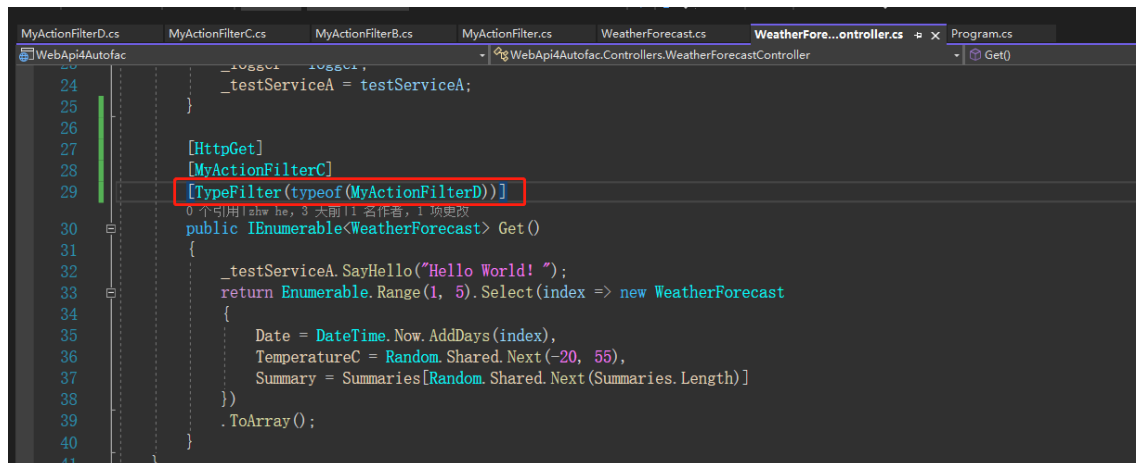 MyActionFilterD.cs MyActionFilterC.cs MyActionFilterB.cs MyActionFilter.cs WeatherForecast.cs WeatherFore...ontroller.cs Program.cs
WebApi4Autofac WebApi4Autofac.Controllers.WeatherForecastController Get()
23 _logger = logger;
24 _testServiceA = testServiceA;
25 }
26
27 [HttpGet]
28 [MyActionFilterC]
29 [TypeFilter(typeof(MyActionFilterD))]
0 个引用|zhw he，3 天前|1 名作者，1 项更改
30 public IEnumerable<WeatherForecast> Get()
31 {
32 _testServiceA.SayHello("Hello World! ");
33 return Enumerable.Range(1, 5).Select(index => new WeatherForecast
34 {
35 Date = DateTime.Now.AddDays(index),
36 TemperatureC = Random.Shared.Next(-20, 55),
37 Summary = Summaries[Random.Shared.Next(Summaries.Length)]
38 })
39 .ToArray();
40 }
41 }